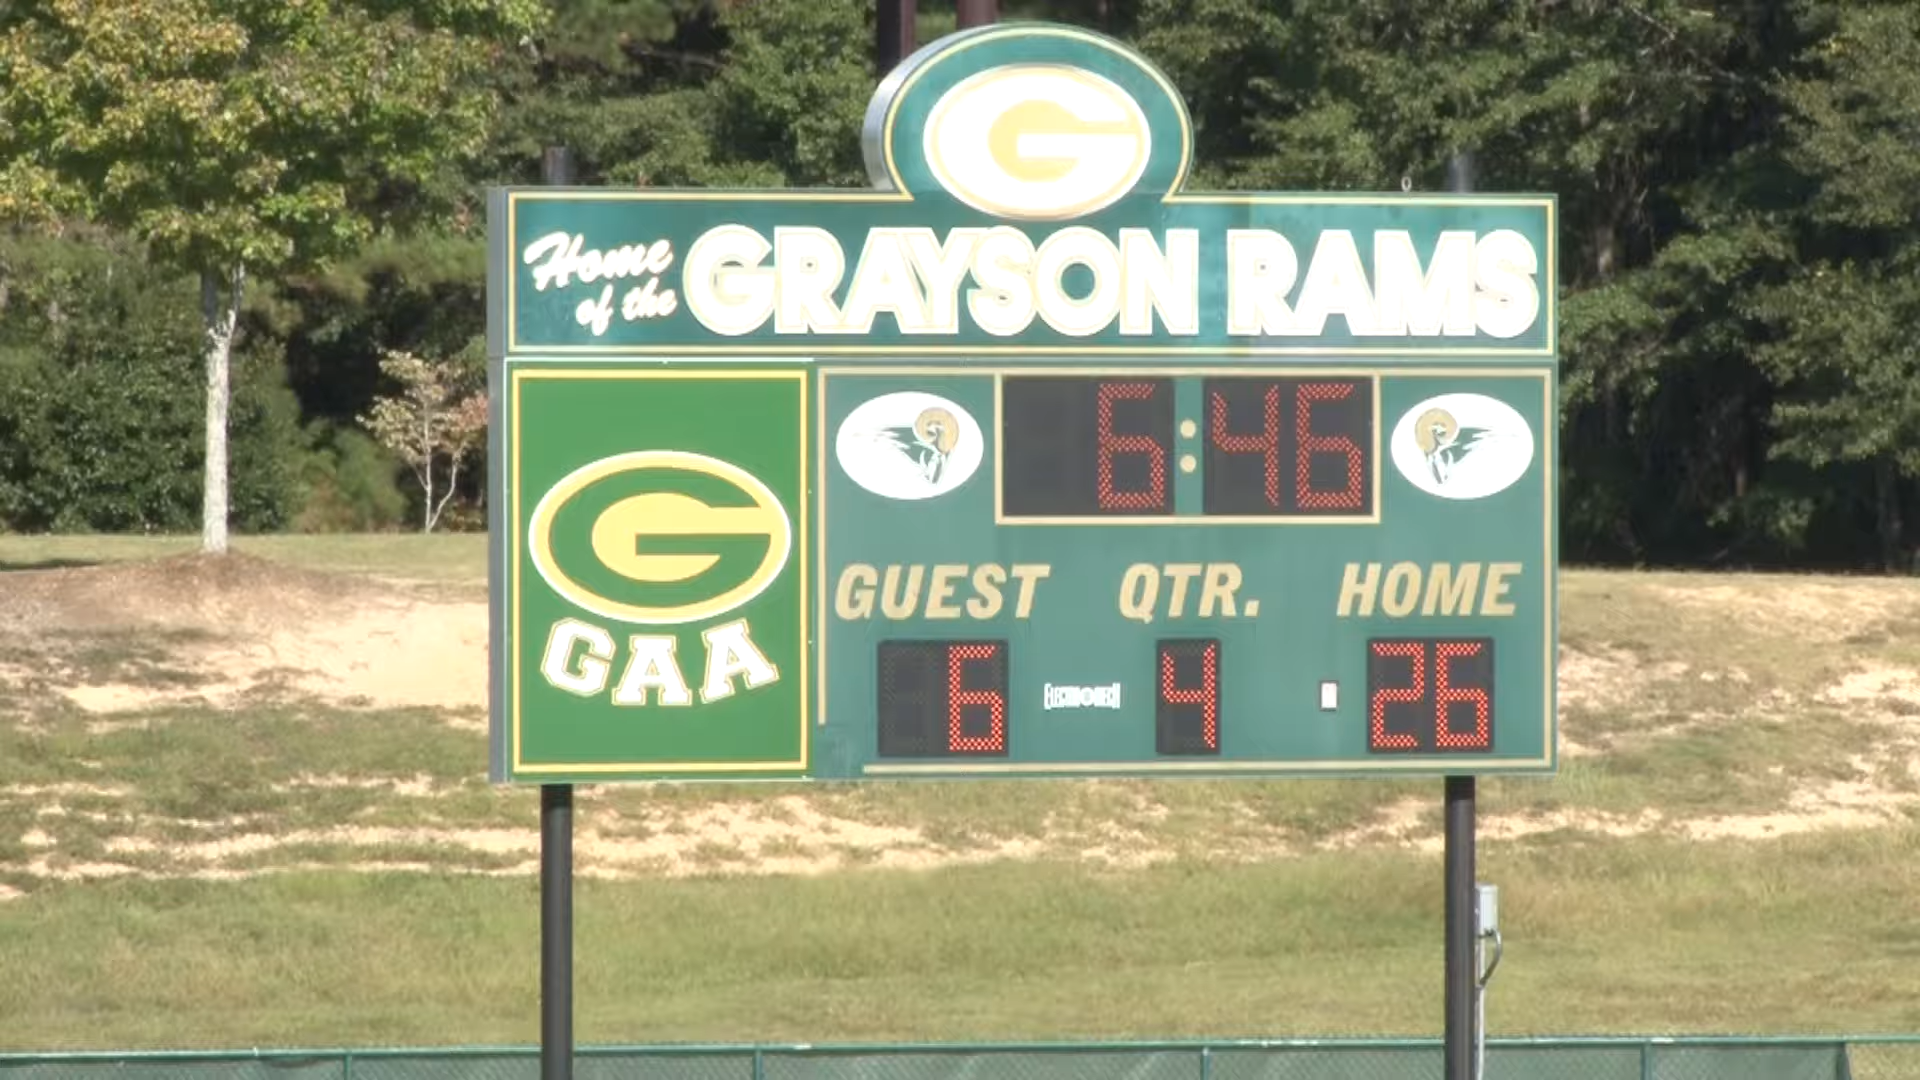 G
Home
of the
GRAYSON RAMS
6:46
G
GAA
GUEST QTR. HOME
6 4 26